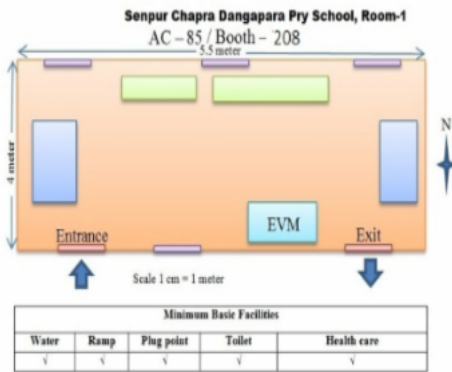 Senpur Chapra Dangapara Pry School, Room-1
AC - 85 / Booth - 208
5.5 meter
4 meter
N
EVM
Entrance
Exit
Scale 1 cm = 1 meter
Minimum Basic Facilities
Water Ramp Plug point Toilet Health care
√ √ √ √ √